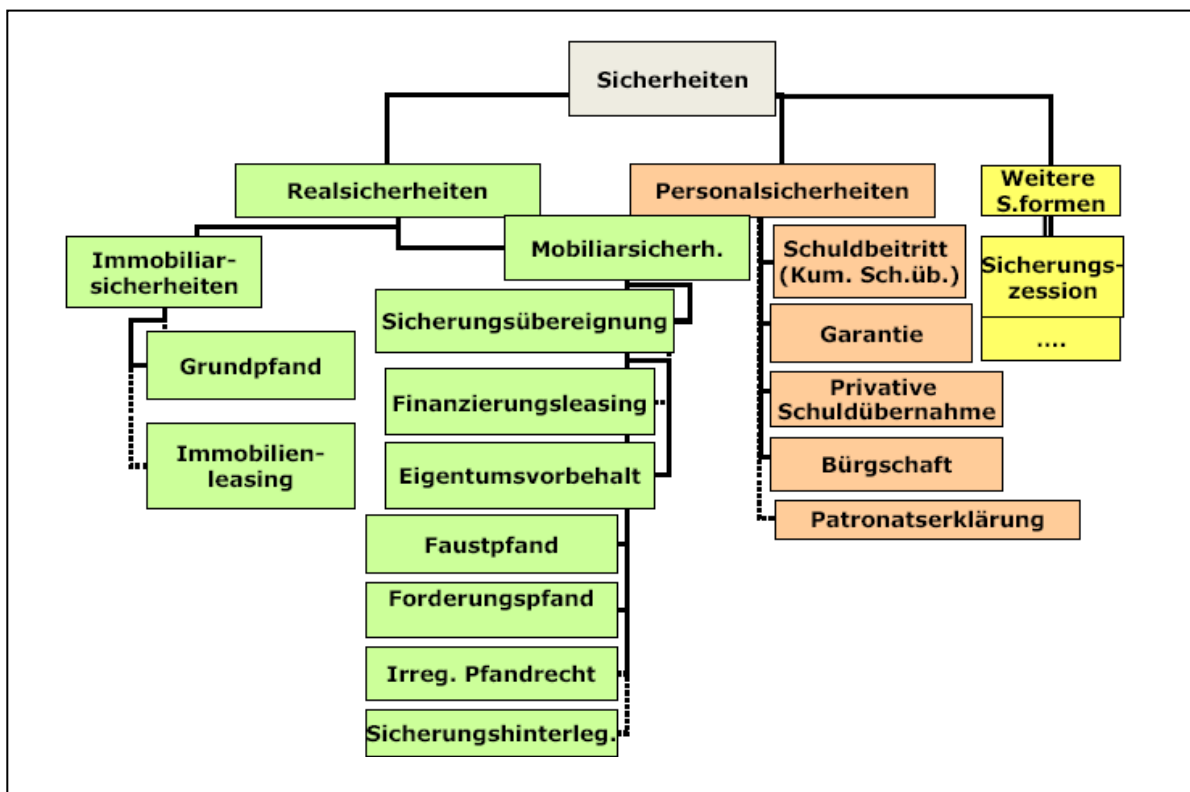 Sicherheiten
Realsicherheiten
Personalsicherheiten
Weitere
S.formen
Immobiliar-
sicherheiten
Mobiliarsicherh.
Schuldbeitritt
(Kum. Sch.üb.)
Sicherungs-
zession
....
Sicherungsübereignung
Garantie
Grundpfand
Finanzierungsleasing
Privative
Schuldübernahme
Immobilien-
leasing
Eigentumsvorbehalt
Bürgschaft
Faustpfand
Patronatserklärung
Forderungspfand
Irreg. Pfandrecht
Sicherungshinterleg.